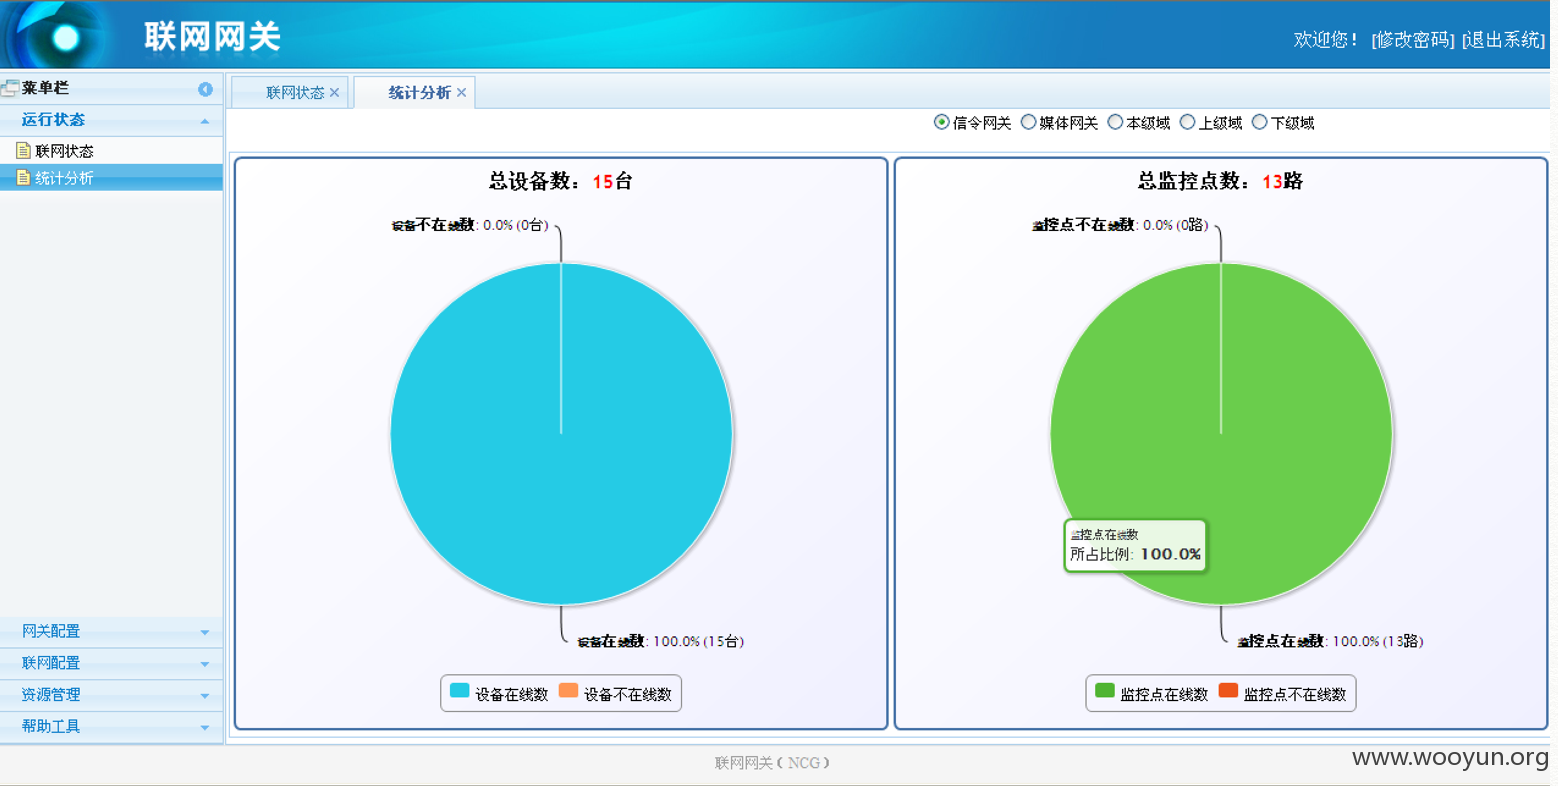 联网网关
欢迎您! [修改密码] [退出系统]
菜单栏
运行状态
联网状态
统计分析
网关配置
联网配置
资源管理
帮助工具
联网状态 统计分析
信令网关 媒体网关 本级域 上级域 下级域
总设备数：15台
设备不在线数: 0.0% (0台)
设备在线数: 100.0% (15台)
设备在线数 设备不在线数
总监控点数：13路
监控点不在线数: 0.0% (0路)
监控点在线数
所占比例: 100.0%
监控点在线数: 100.0% (13路)
监控点在线数 监控点不在线数
联网网关（NCG）
www.wooyun.org